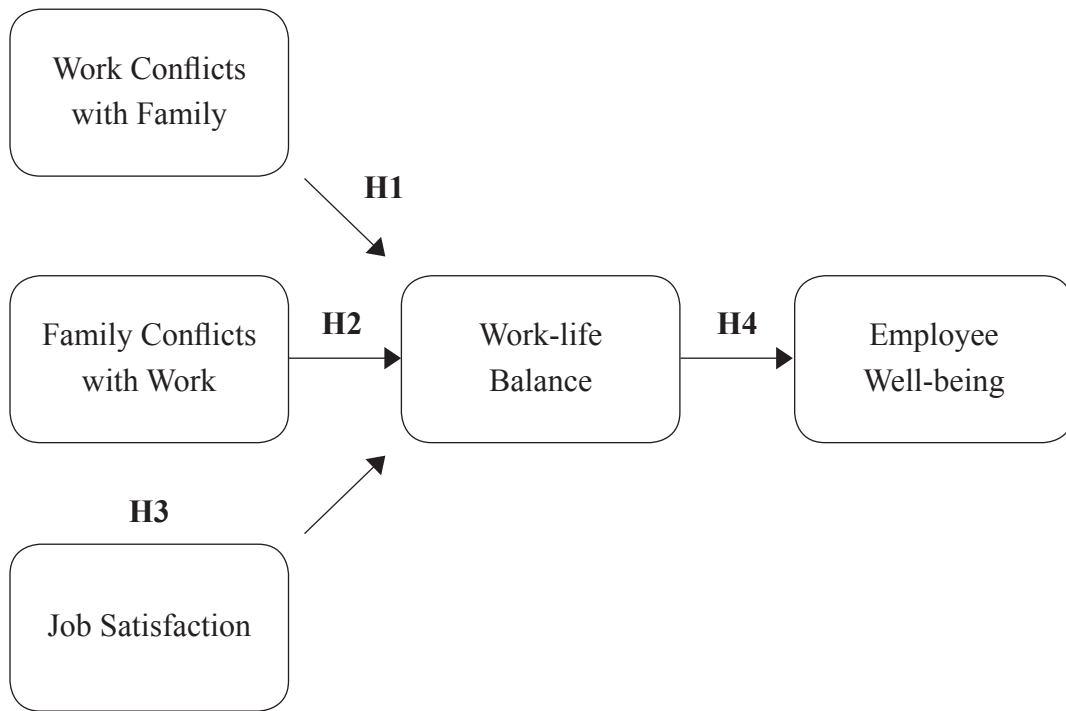 Work Conflicts
with Family
H1
Family Conflicts
with Work
H2
Work-life
Balance
H4
Employee
Well-being
H3
Job Satisfaction